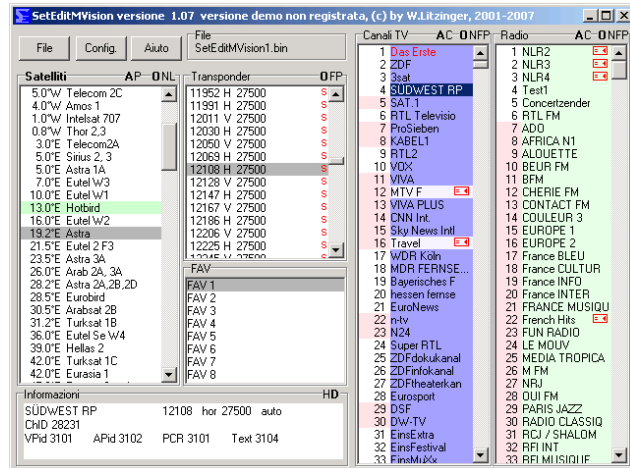 SetEditMVision versione 1.07 versione demo non registrata, (c) by W.Litzinger, 2001-2007
File
Config.
Aiuto
File
SetEditMVision1.bin
Satelliti AP ONL
5.0°W Telecom 2C
4.0°W Amos 1
1.0°W Intelsat 707
0.8°W Thor 2,3
3.0°E Telecom2A
5.0°E Sirius 2, 3
5.0°E Astra 1A
7.0°E Eutel W3
10.0°E Eutel W1
13.0°E Hotbird
16.0°E Eutel W2
19.2°E Astra
21.5°E Eutel 2 F3
23.5°E Astra 3A
26.0°E Arab 2A, 3A
28.2°E Astra 2A,2B,2D
28.5°E Eurobird
30.5°E Arabsat 2B
31.2°E Turksat 1B
36.0°E Eutel Se W4
39.0°E Hellas 2
42.0°E Turksat 1C
42.0°E Eurasia 1
Transponder OFP
11952 H 27500 S
11991 H 27500 S
12011 V 27500 S
12030 H 27500 S
12050 V 27500 S
12069 H 27500 S
12108 H 27500 S
12128 V 27500 S
12147 H 27500 S
12167 V 27500 S
12186 H 27500 S
12206 V 27500 S
12225 H 27500 S
12245 V 27500 S
FAV
FAV 1
FAV 2
FAV 3
FAV 4
FAV 5
FAV 6
FAV 7
FAV 8
Informazioni HD
SÜDWEST RP 12108 hor 27500 auto
ChID 28231
VPid 3101 APid 3102 PCR 3101 Text 3104
Canali TV AC ONFP
1 Das Erste
2 ZDF
3 3sat
4 SÜDWEST RP
5 SAT.1
6 RTL Televisio
7 ProSieben
8 KABEL1
9 RTL2
10 VOX
11 VIVA
12 MTV F
13 VIVA PLUS
14 CNN Int.
15 Sky News Intl
16 Travel
17 WDR Köln
18 MDR FERNSE...
19 Bayerisches F
20 hessen fernse
21 EuroNews
22 n-tv
23 N24
24 Super RTL
25 ZDFdokukanal
26 ZDFinfokanal
27 ZDFtheaterkan
28 Eurosport
29 DSF
30 DW-TV
31 EinsExtra
32 EinsFestival
33 EinsMuXx
Radio AC ONFP
1 NLR2
2 NLR3
3 NLR4
4 Test1
5 Concertzender
6 RTL FM
7 ADO
8 AFRICA N1
9 ALOUETTE
10 BEUR FM
11 BFM
12 CHERIE FM
13 CONTACT FM
14 COULEUR 3
15 EUROPE 1
16 EUROPE 2
17 France BLEU
18 France CULTUR
19 France INFO
20 France INTER
21 FRANCE MUSIQU
22 French Hits
23 FUN RADIO
24 LE MOUV
25 MEDIA TROPICA
26 M FM
27 NRJ
28 OUI FM
29 PARIS JAZZ
30 RADIO CLASSIQ
31 RCJ / SHALOM
32 RFI INT
33 RFI MUSIQUE